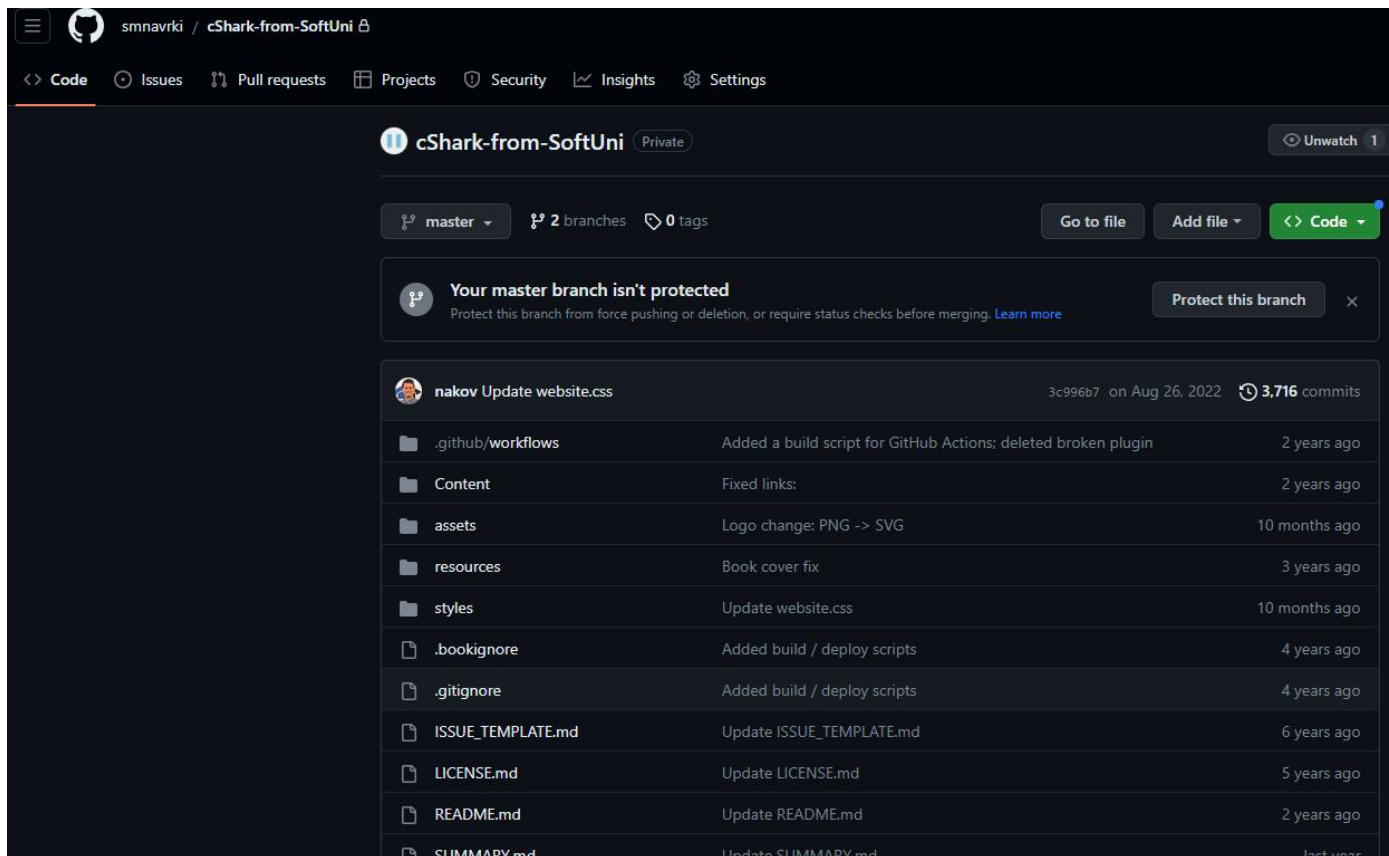 smnavrki / cShark-from-SoftUni
Code Issues Pull requests Projects Security Insights Settings
cShark-from-SoftUni Private Unwatch 1
master 2 branches 0 tags Go to file Add file Code
Your master branch isn't protected
Protect this branch from force pushing or deletion, or require status checks before merging. Learn more
Protect this branch
nakov Update website.css 3c996b7 on Aug 26, 2022 3,716 commits
.github/workflows Added a build script for GitHub Actions; deleted broken plugin 2 years ago
Content Fixed links: 2 years ago
assets Logo change: PNG -> SVG 10 months ago
resources Book cover fix 3 years ago
styles Update website.css 10 months ago
.bookignore Added build / deploy scripts 4 years ago
.gitignore Added build / deploy scripts 4 years ago
ISSUE_TEMPLATE.md Update ISSUE_TEMPLATE.md 6 years ago
LICENSE.md Update LICENSE.md 5 years ago
README.md Update README.md 2 years ago
SUMMARY.md Update SUMMARY.md last year